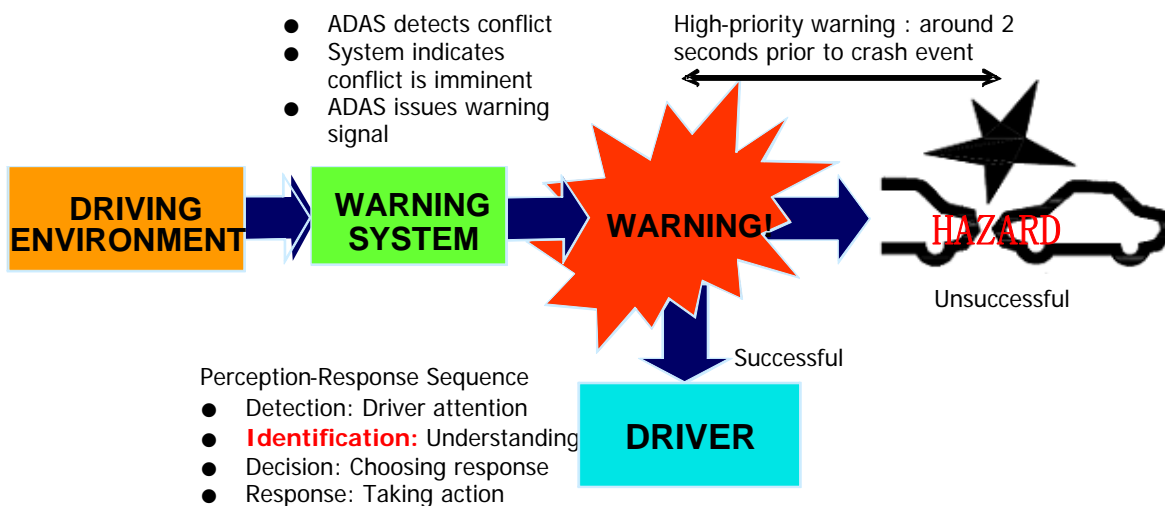 ● ADAS detects conflict
● System indicates
conflict is imminent
● ADAS issues warning
signal
High-priority warning : around 2
seconds prior to crash event
DRIVING
ENVIRONMENT
WARNING
SYSTEM
WARNING!
HAZARD
Unsuccessful
Successful
Perception-Response Sequence
● Detection: Driver attention
● Identification: Understanding
● Decision: Choosing response
● Response: Taking action
DRIVER